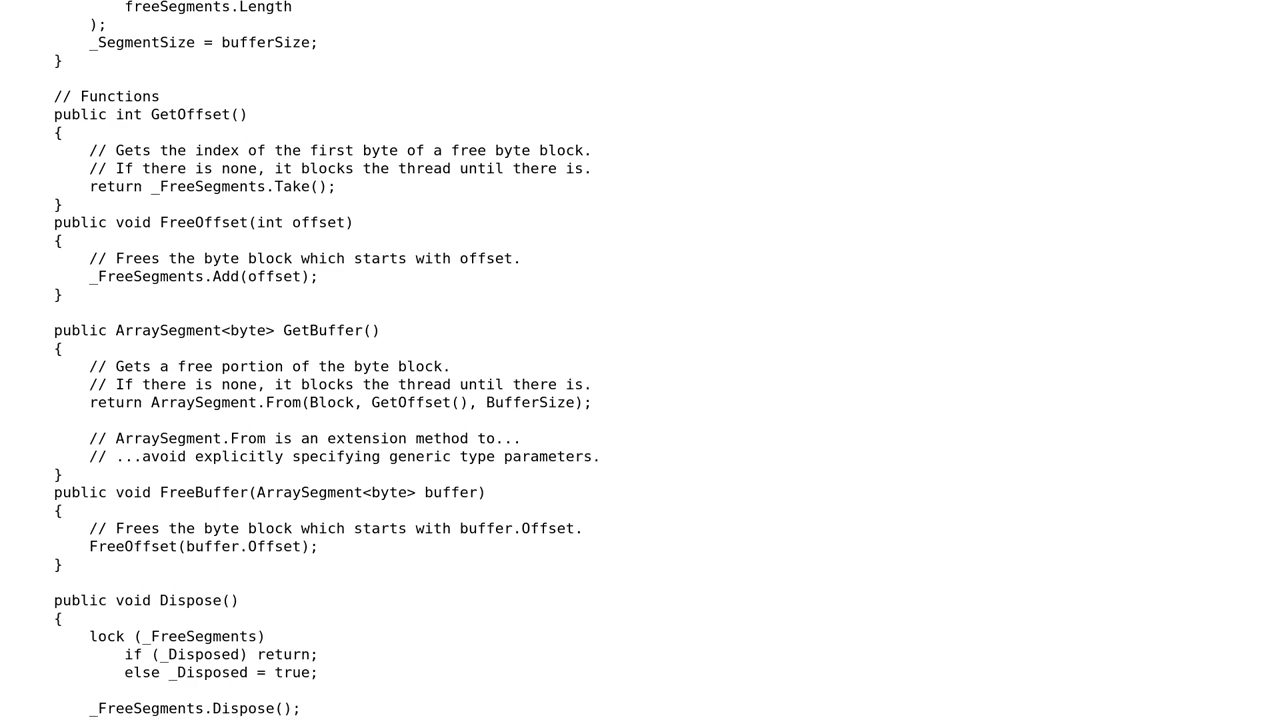 freeSegments.Length
);
_SegmentSize = bufferSize;
}
// Functions
public int GetOffset()
{
// Gets the index of the first byte of a free byte block.
// If there is none, it blocks the thread until there is.
return _FreeSegments.Take();
}
public void FreeOffset(int offset)
{
// Frees the byte block which starts with offset.
_FreeSegments.Add(offset);
}
public ArraySegment<byte> GetBuffer()
{
// Gets a free portion of the byte block.
// If there is none, it blocks the thread until there is.
return ArraySegment.From(Block, GetOffset(), BufferSize);
// ArraySegment.From is an extension method to...
// ...avoid explicitly specifying generic type parameters.
}
public void FreeBuffer(ArraySegment<byte> buffer)
{
// Frees the byte block which starts with buffer.Offset.
FreeOffset(buffer.Offset);
}
public void Dispose()
{
lock (_FreeSegments)
if (_Disposed) return;
else _Disposed = true;
_FreeSegments.Dispose();